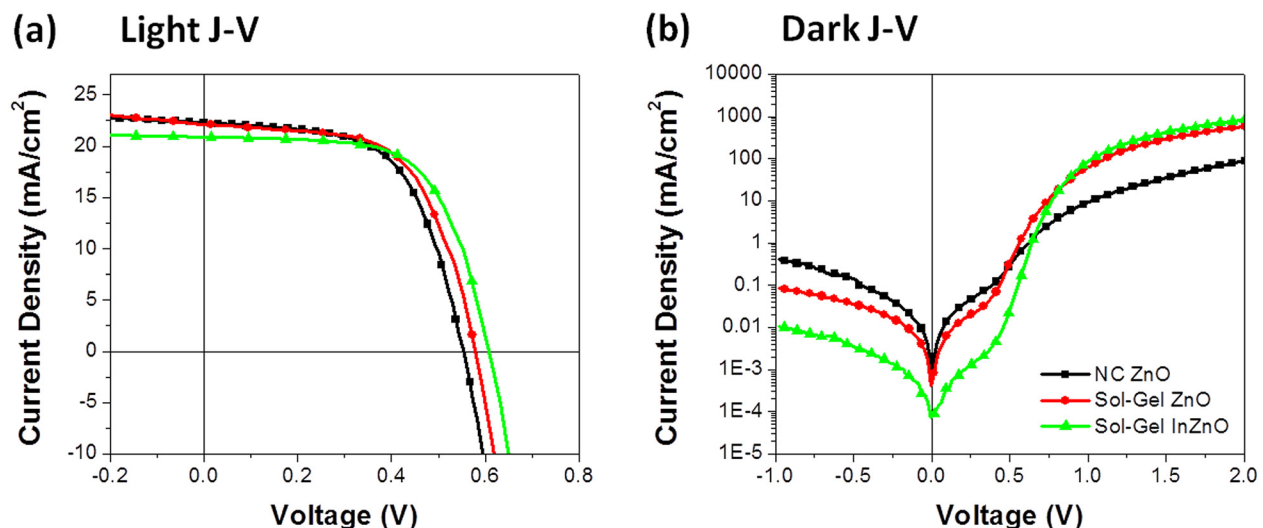 (a) Light J-V
25
20
15
10
5
0
-5
-10
-0.2 0.0 0.2 0.4 0.6 0.8
Voltage (V)
Current Density (mA/cm²)
(b) Dark J-V
10000
1000
100
10
1
0.1
0.01
1E-3
1E-4
1E-5
-1.0 -0.5 0.0 0.5 1.0 1.5 2.0
Voltage (V)
Current Density (mA/cm²)
NC ZnO
Sol-Gel ZnO
Sol-Gel InZnO